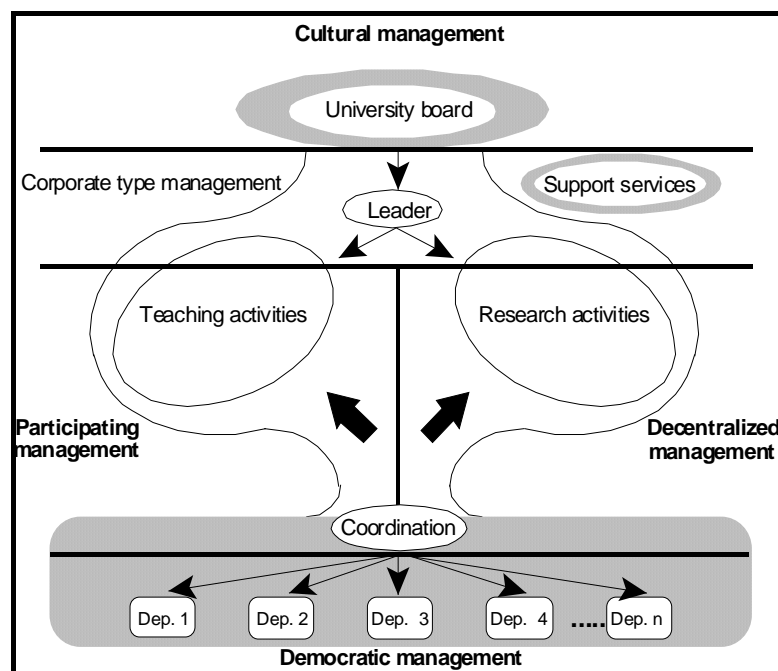 Cultural management
University board
Corporate type management
Support services
Leader
Teaching activities
Research activities
Participating
management
Decentralized
management
Coordination
Dep. 1
Dep. 2
Dep. 3
Dep. 4
.....
Dep. n
Democratic management